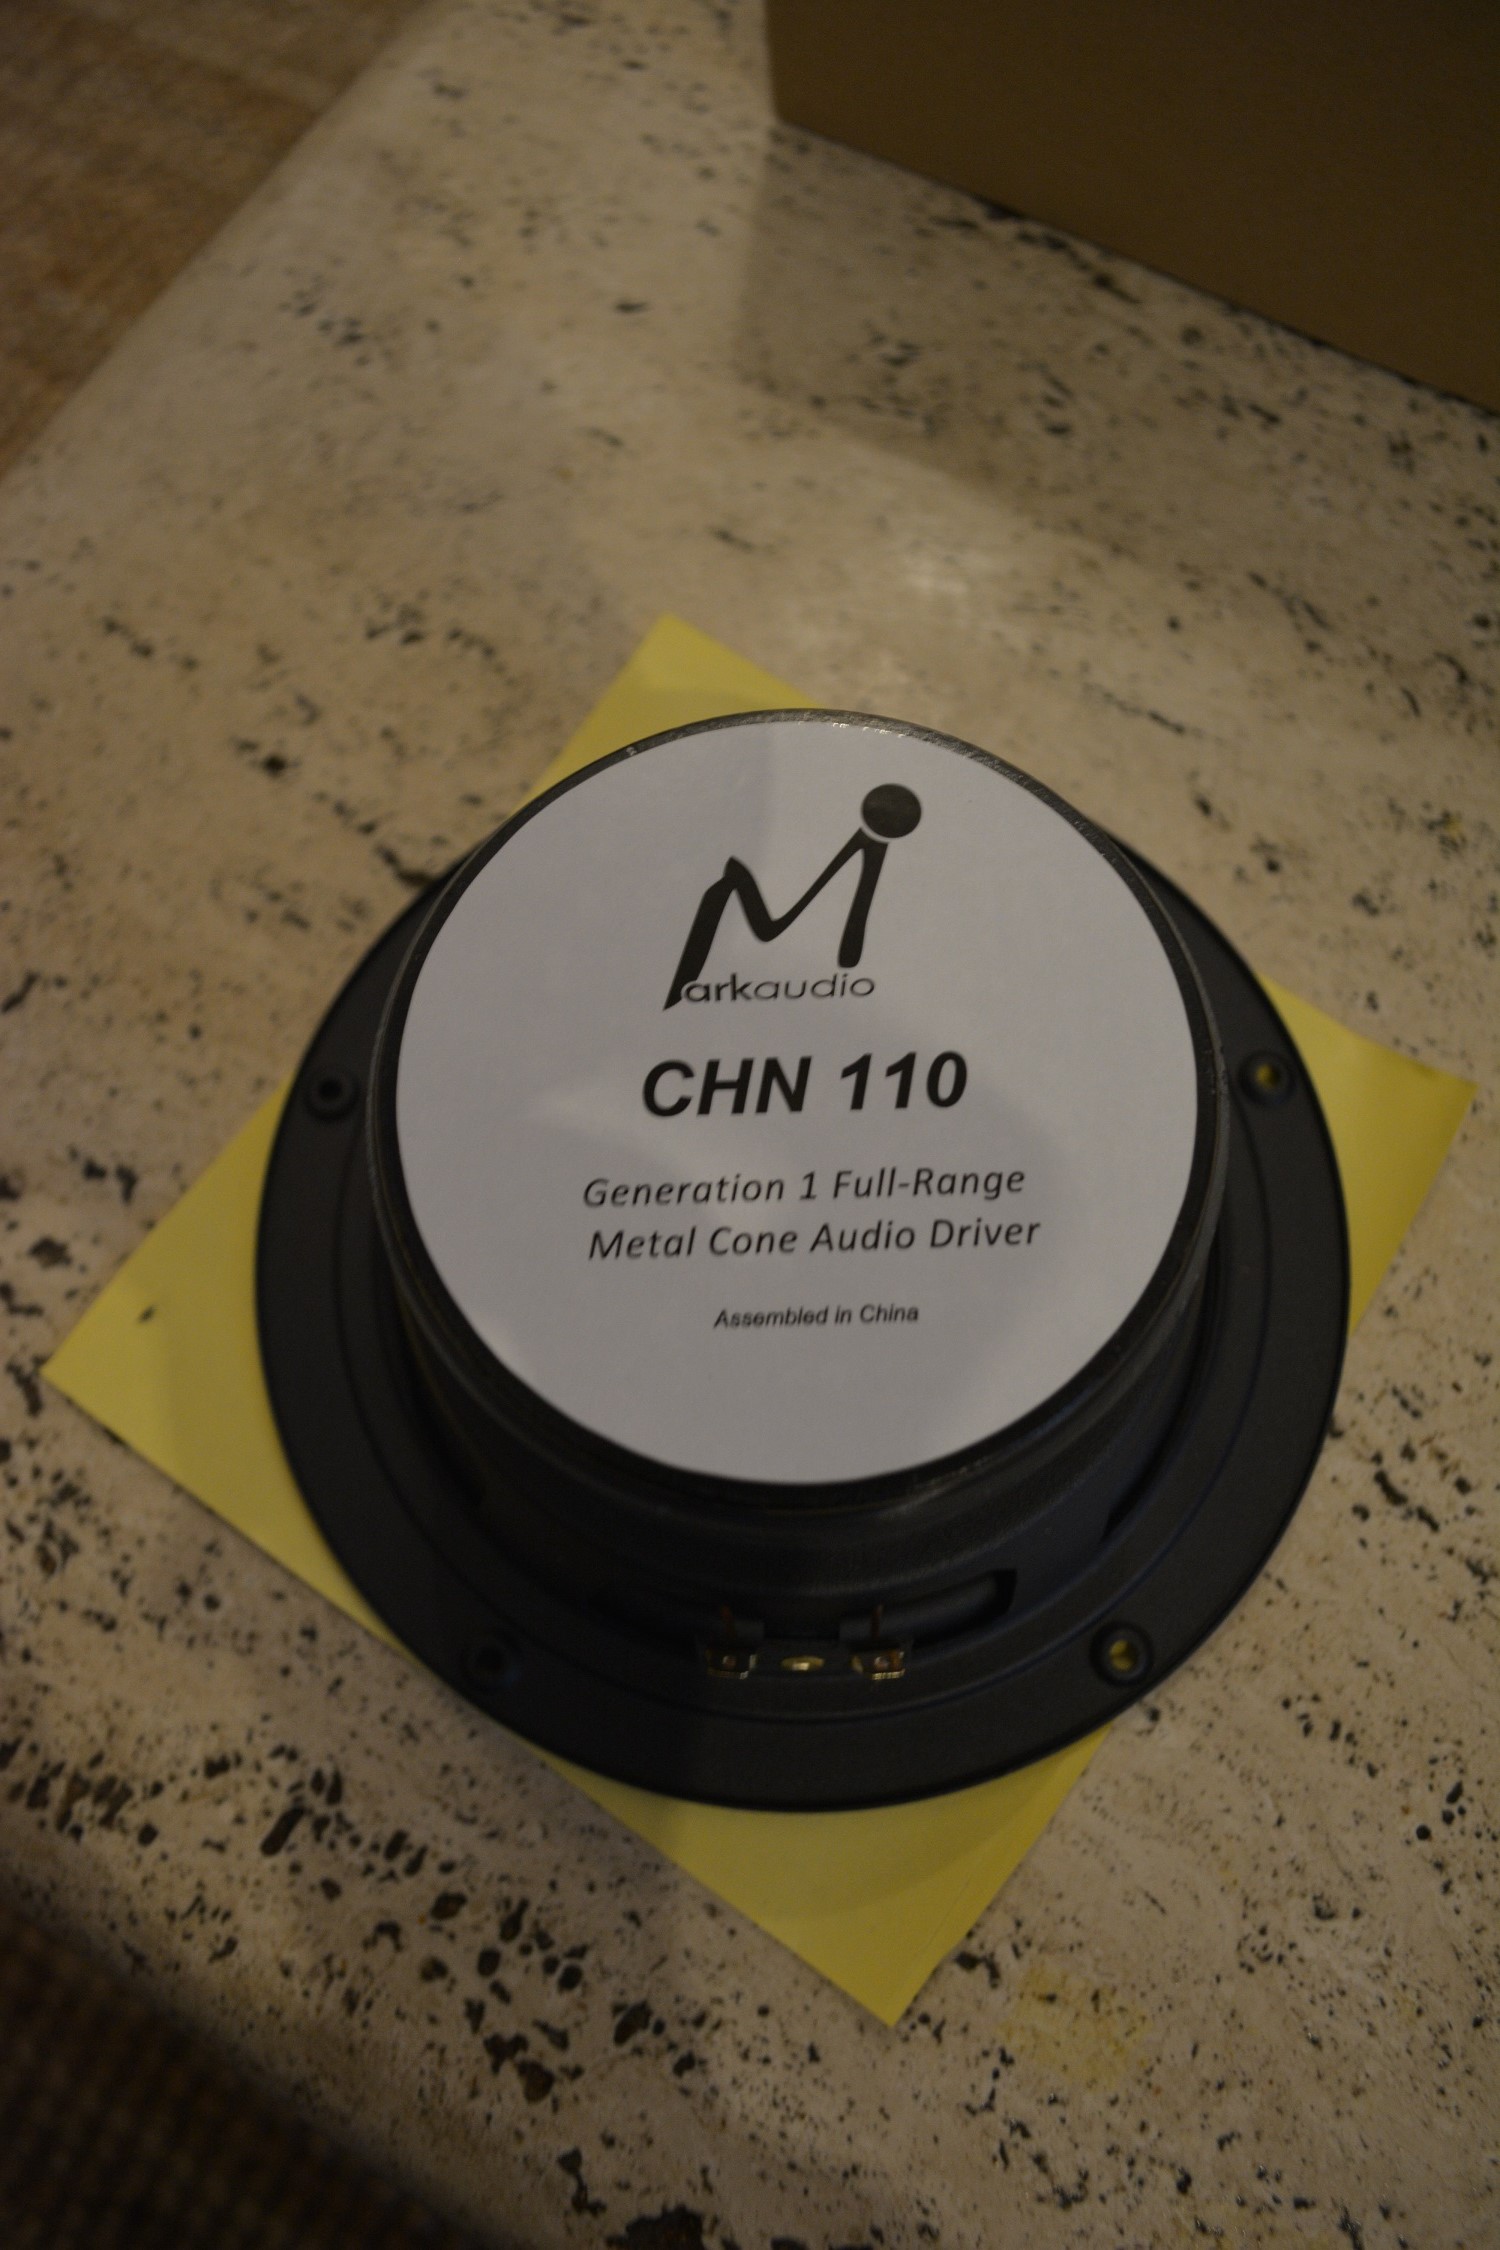 Markaudio
CHN 110
Generation 1 Full-Range
Metal Cone Audio Driver
Assembled in China